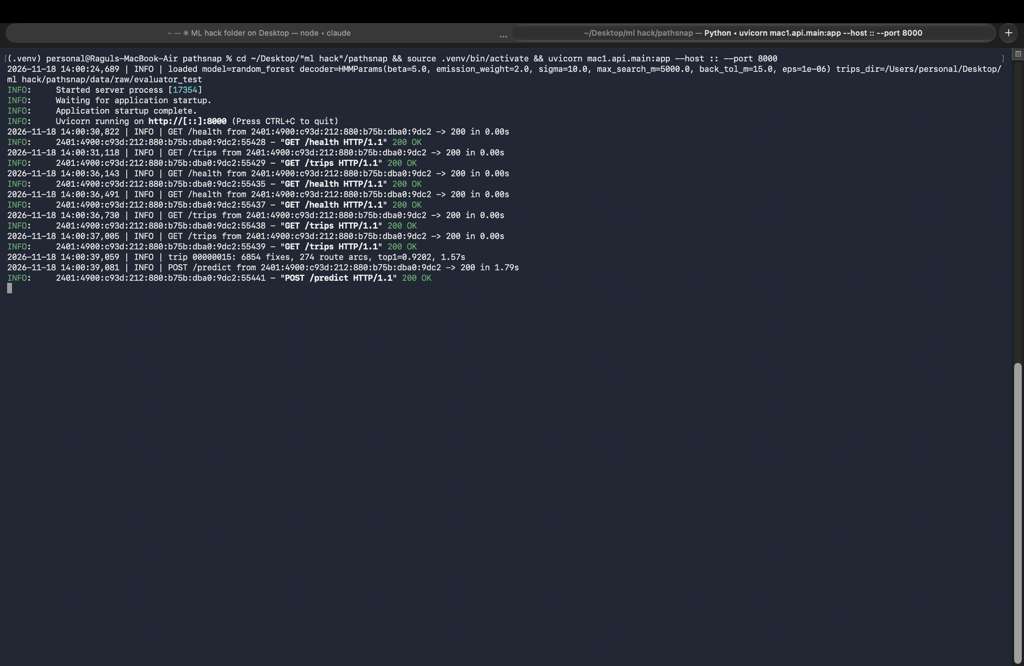 ~ — ✳ ML hack folder on Desktop — node ‹ claude
... ~/Desktop/ml hack/pathsnap — Python • uvicorn mac1.api.main:app --host :: --port 8000 +
(.venv) personal@Raguls-MacBook-Air pathsnap % cd ~/Desktop/"ml hack"/pathsnap && source .venv/bin/activate && uvicorn mac1.api.main:app --host :: --port 8000
2026-11-18 14:00:24,689 | INFO | loaded model=random_forest decoder=HMMParams(beta=5.0, emission_weight=2.0, sigma=10.0, max_search_m=5000.0, back_tol_m=15.0, eps=1e-06) trips_dir=/Users/personal/Desktop/
ml hack/pathsnap/data/raw/evaluator_test
INFO: Started server process [17354]
INFO: Waiting for application startup.
INFO: Application startup complete.
INFO: Uvicorn running on http://[::]:8000 (Press CTRL+C to quit)
2026-11-18 14:00:30,822 | INFO | GET /health from 2401:4900:c93d:212:880:b75b:dba0:9dc2 -> 200 in 0.00s
INFO: 2401:4900:c93d:212:880:b75b:dba0:9dc2:55428 - "GET /health HTTP/1.1" 200 OK
2026-11-18 14:00:31,118 | INFO | GET /trips from 2401:4900:c93d:212:880:b75b:dba0:9dc2 -> 200 in 0.00s
INFO: 2401:4900:c93d:212:880:b75b:dba0:9dc2:55429 - "GET /trips HTTP/1.1" 200 OK
2026-11-18 14:00:36,143 | INFO | GET /health from 2401:4900:c93d:212:880:b75b:dba0:9dc2 -> 200 in 0.00s
INFO: 2401:4900:c93d:212:880:b75b:dba0:9dc2:55435 - "GET /health HTTP/1.1" 200 OK
2026-11-18 14:00:36,491 | INFO | GET /health from 2401:4900:c93d:212:880:b75b:dba0:9dc2 -> 200 in 0.00s
INFO: 2401:4900:c93d:212:880:b75b:dba0:9dc2:55437 - "GET /health HTTP/1.1" 200 OK
2026-11-18 14:00:36,730 | INFO | GET /trips from 2401:4900:c93d:212:880:b75b:dba0:9dc2 -> 200 in 0.00s
INFO: 2401:4900:c93d:212:880:b75b:dba0:9dc2:55438 - "GET /trips HTTP/1.1" 200 OK
2026-11-18 14:00:37,005 | INFO | GET /trips from 2401:4900:c93d:212:880:b75b:dba0:9dc2 -> 200 in 0.00s
INFO: 2401:4900:c93d:212:880:b75b:dba0:9dc2:55439 - "GET /trips HTTP/1.1" 200 OK
2026-11-18 14:00:39,059 | INFO | trip 00000015: 6854 fixes, 274 route arcs, top1=0.9202, 1.57s
2026-11-18 14:00:39,081 | INFO | POST /predict from 2401:4900:c93d:212:880:b75b:dba0:9dc2 -> 200 in 1.79s
INFO: 2401:4900:c93d:212:880:b75b:dba0:9dc2:55441 - "POST /predict HTTP/1.1" 200 OK